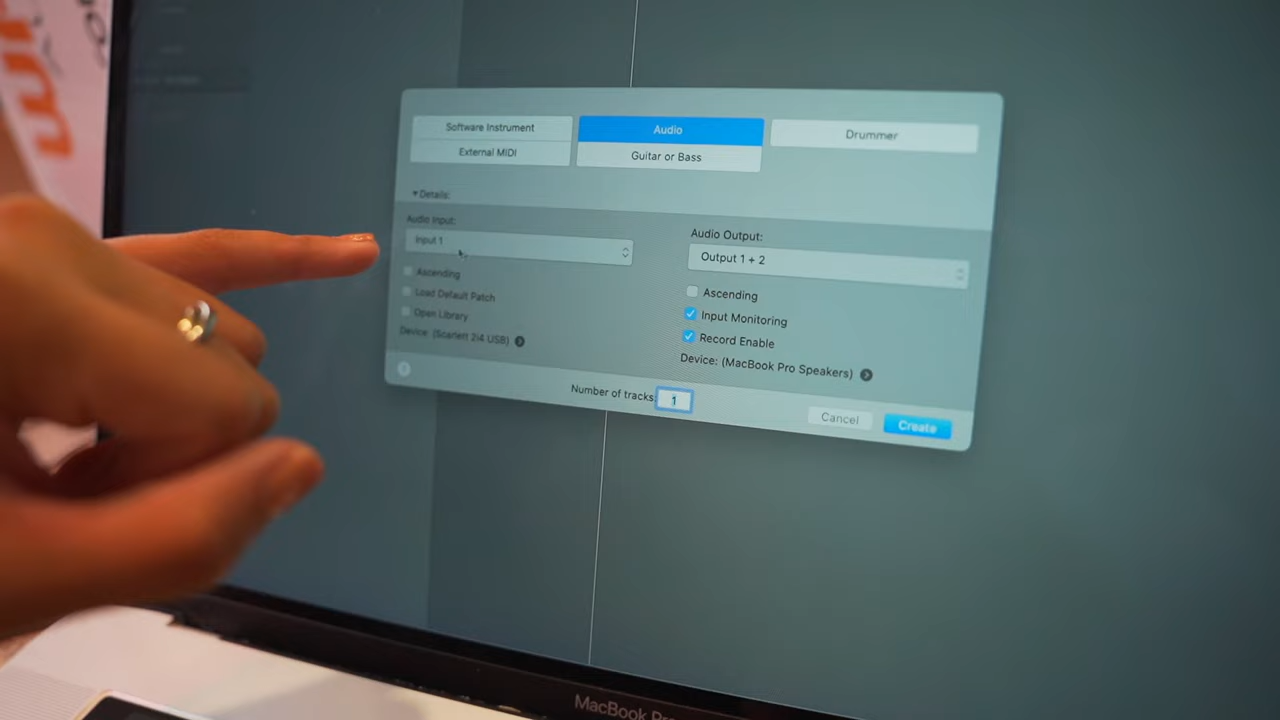 Software Instrument
External MIDI
Audio
Guitar or Bass
Drummer
Details:
Audio Input:
Input 1
Ascending
Load Default Patch
Open Library
Device: (Scarlett 2i4 USB)
Audio Output:
Output 1 + 2
Ascending
Input Monitoring
Record Enable
Device: (MacBook Pro Speakers)
?
Number of tracks:
1
Cancel
Create
MacBook Pro